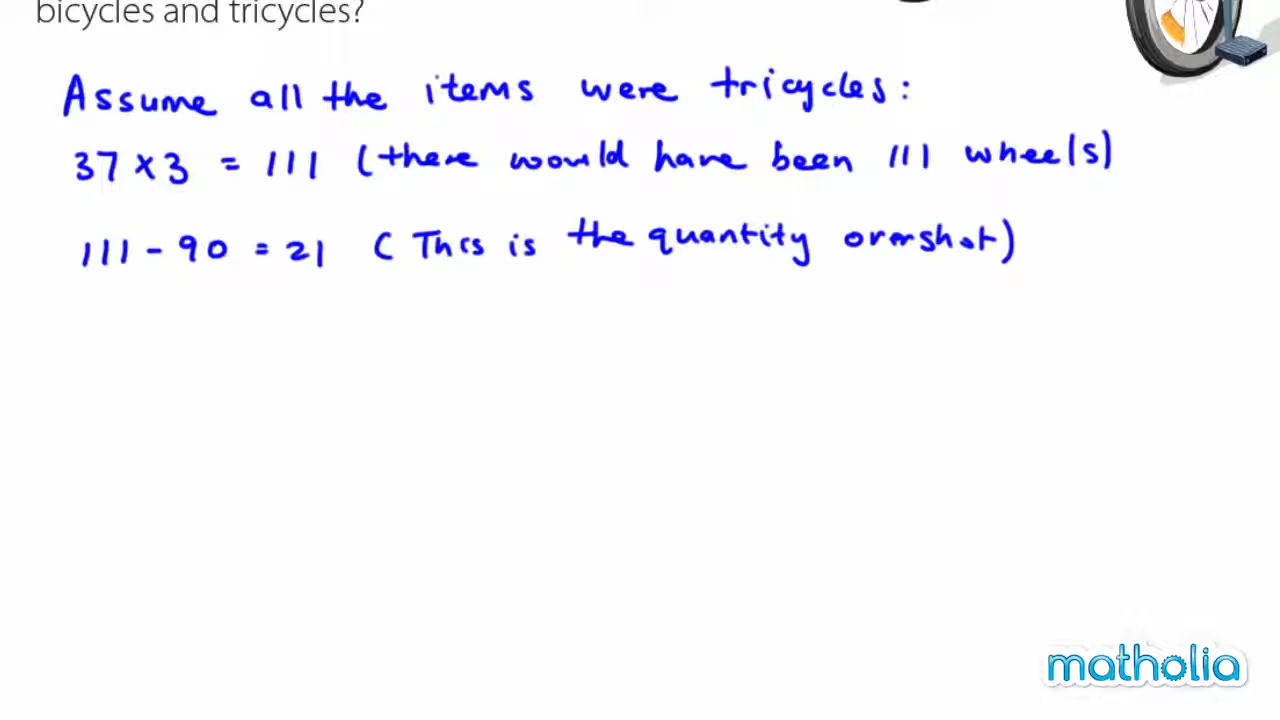 bicycles and tricycles?
Assume all the items were tricycles:
37 × 3 = 111 (there would have been 111 wheels)
111 - 90 = 21 (This is the quantity overshot)
matholia